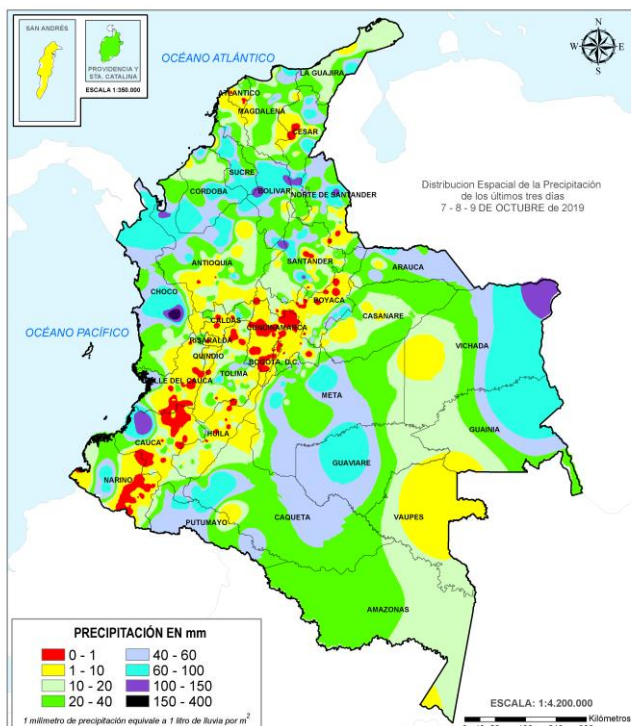 SAN ANDRÉS
PROVIDENCIA Y
STA. CATALINA
ESCALA 1:350.000
OCÉANO ATLÁNTICO
N
W
E
S
LA GUAJIRA
ATLANTICO
MAGDALENA
CESAR
SUCRE
CORDOBA
BOLIVAR
NORTE DE SANTANDER
Distribucion Espacial de la Precipitación
de los últimos tres días
7 - 8 - 9 DE OCTUBRE de 2019
ANTIOQUIA
SANTANDER
ARAUCA
CHOCO
BOYACA
OCÉANO PACÍFICO
CALDAS
CUNDINAMARCA
CASANARE
RISARALDA
VICHADA
QUINDIO
BOGOTA, D.C.
TOLIMA
VALLE DEL CAUCA
META
GUAINIA
CAUCA
HUILA
GUAVIARE
NARIÑO
PUTUMAYO
CAQUETA
VAUPES
AMAZONAS
PRECIPITACIÓN EN mm
0 - 1
40 - 60
1 - 10
60 - 100
10 - 20
100 - 150
20 - 40
150 - 400
1 milimetro de precipitación equivale a 1 litro de lluvia por m²
ESCALA: 1:4.200.000
Kilómetros